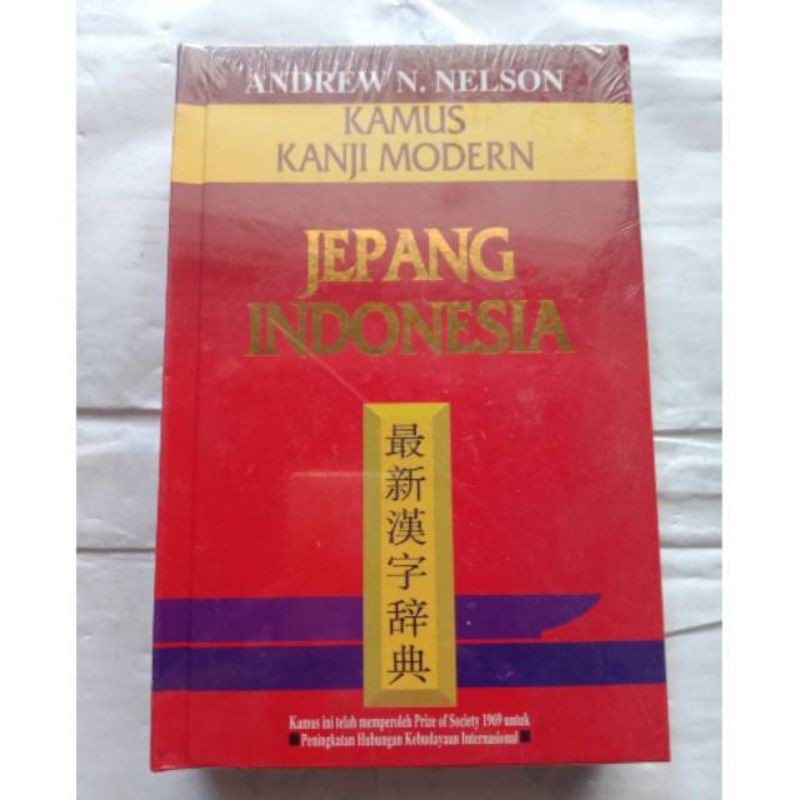 ANDREW N. NELSON
KAMUS
KANJI MODERN
JEPANG
INDONESIA
最新漢字辞典
Kamus ini telah memperoleh Prize of Society 1969 untuk
Peningkatan Hubungan Kebudayaan Internasional